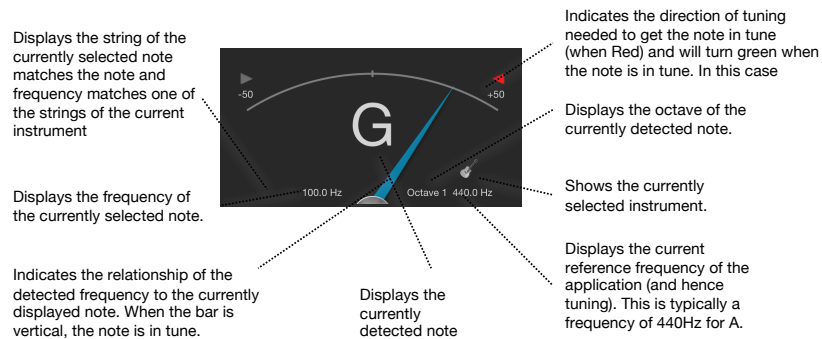 Displays the string of the
currently selected note
matches the note and
frequency matches one of
the strings of the current
instrument
Displays the frequency of
the currently selected note.
Indicates the relationship of the
detected frequency to the currently
displayed note. When the bar is
vertical, the note is in tune.
-50
+50
G
100.0 Hz
Octave 1 440.0 Hz
Displays the
currently
detected note
Indicates the direction of tuning
needed to get the note in tune
(when Red) and will turn green when
the note is in tune. In this case
Displays the octave of the
currently detected note.
Shows the currently
selected instrument.
Displays the current
reference frequency of the
application (and hence
tuning). This is typically a
frequency of 440Hz for A.